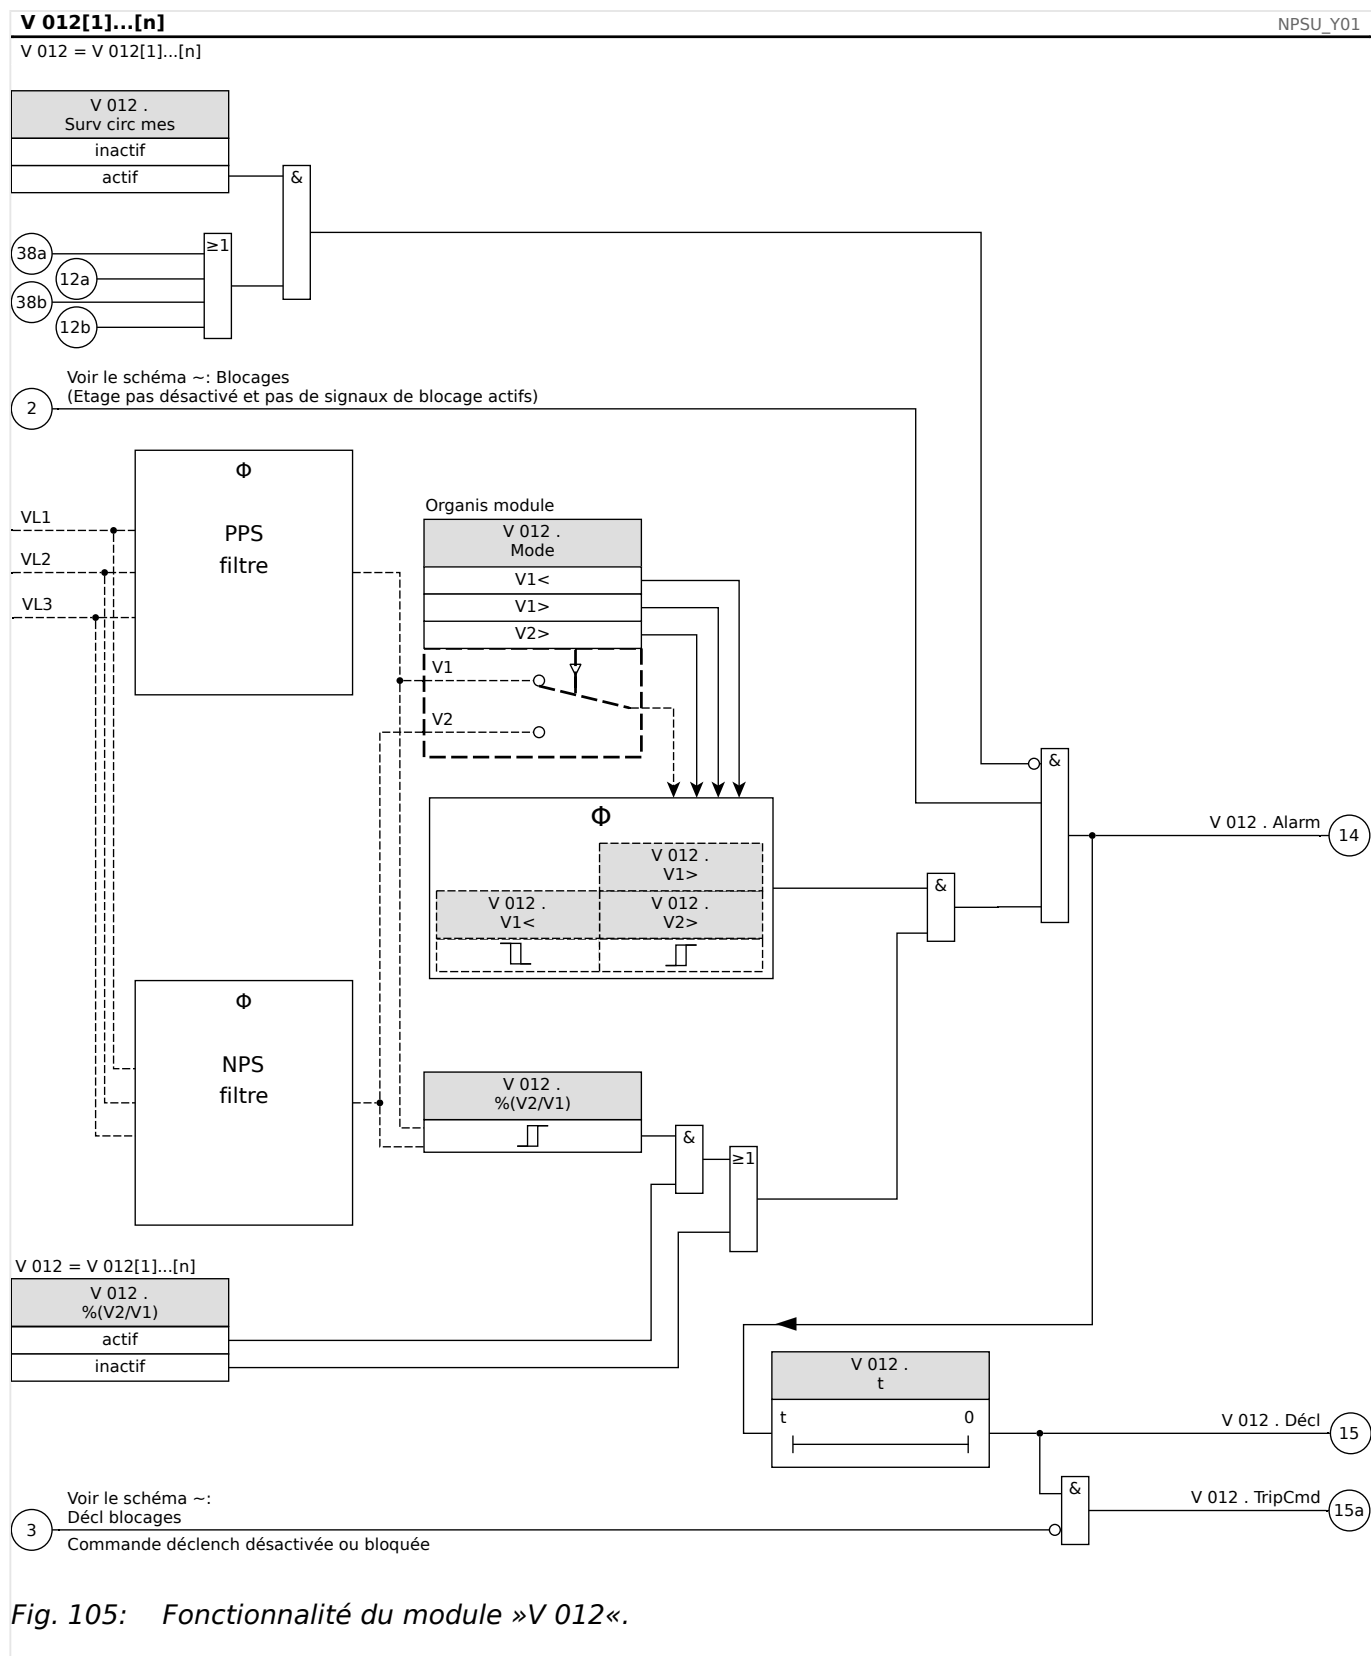 V 012[1]...[n]
NPSU_Y01
V 012 = V 012[1]...[n]
V 012 .
Surv circ mes
inactif
actif
&
38a
≥1
12a
38b
12b
Voir le schéma ~: Blocages
(Etage pas désactivé et pas de signaux de blocage actifs)
2
Φ
PPS
filtre
VL1
VL2
VL3
Organis module
V 012 .
Mode
V1<
V1>
V2>
V1
V2
&
V 012 . Alarm
14
Φ
V 012 .
V1>
V 012 .
V1<
V 012 .
V2>
&
Φ
NPS
filtre
V 012 .
%(V2/V1)
&
≥1
V 012 = V 012[1]...[n]
V 012 .
%(V2/V1)
actif
inactif
V 012 .
t
t
0
V 012 . Décl
15
&
V 012 . TripCmd
15a
Voir le schéma ~:
Décl blocages
3
Commande déclench désactivée ou bloquée
Fig. 105: Fonctionnalité du module »V 012«.